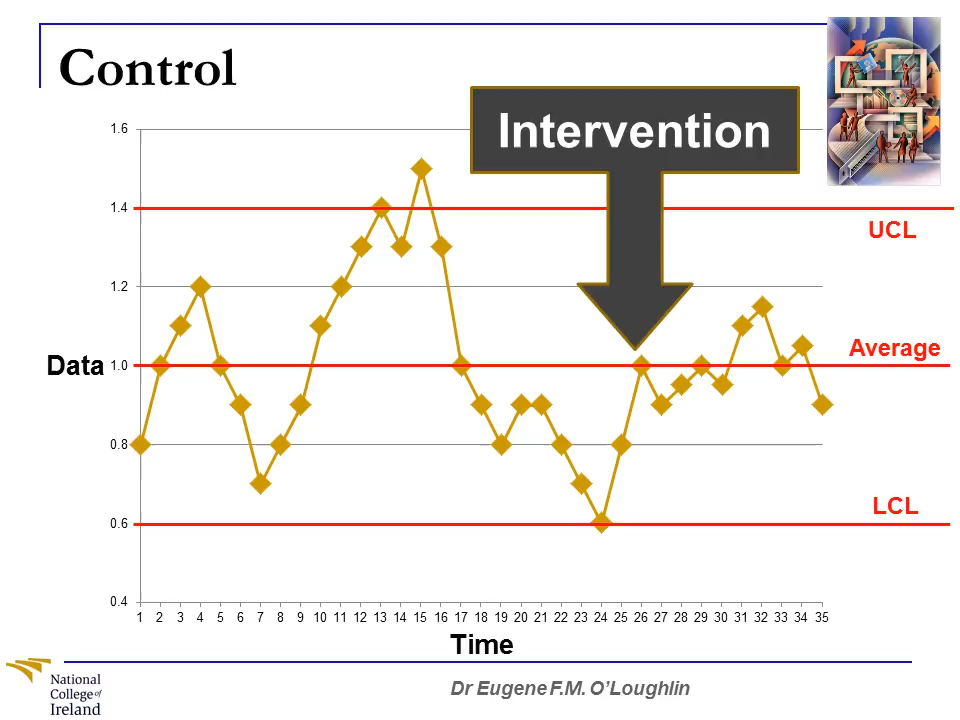 Control
Intervention
1.6
1.4
1.2
1.0
0.8
0.6
0.4
UCL
Average
LCL
Data
1 2 3 4 5 6 7 8 9 10 11 12 13 14 15 16 17 18 19 20 21 22 23 24 25 26 27 28 29 30 31 32 33 34 35
Time
National
College of
Ireland
Dr Eugene F.M. O’Loughlin